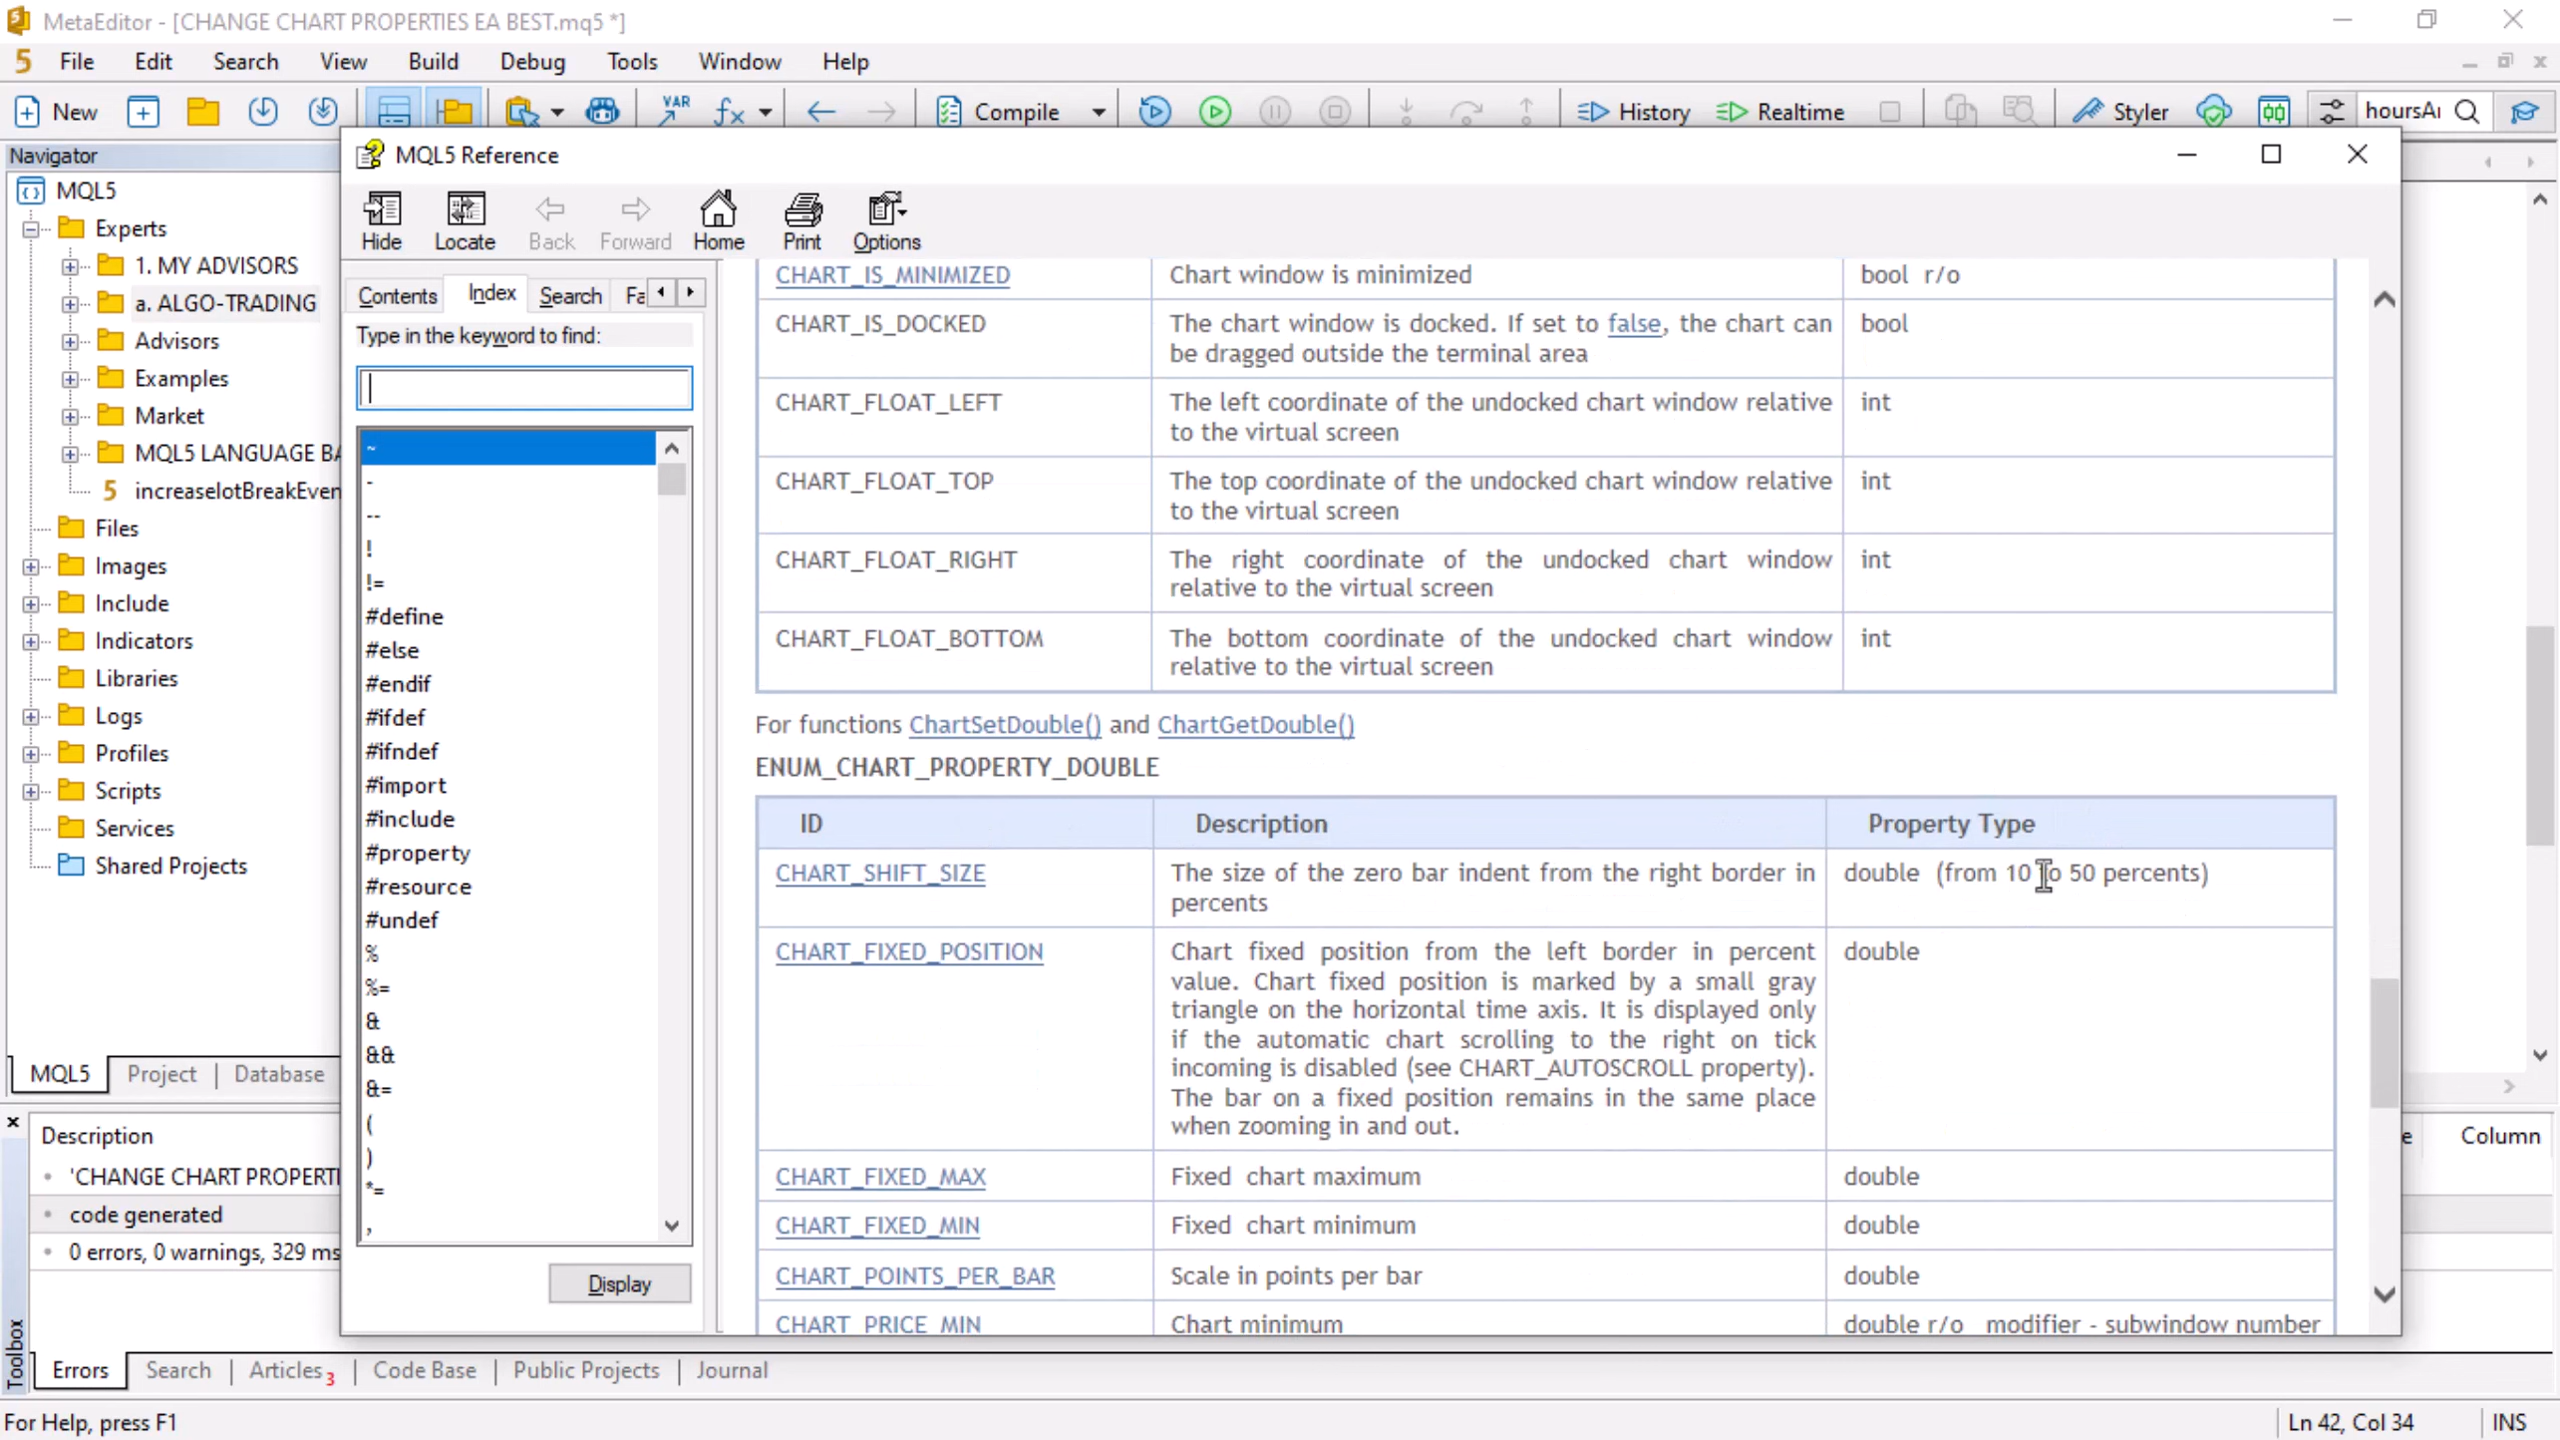 MetaEditor - [CHANGE CHART PROPERTIES EA BEST.mq5 *]
5 File Edit Search View Build Debug Tools Window Help
New VAR fx Compile History Realtime Styler
Navigator
MQL5
Experts
1. MY ADVISORS
a. ALGO-TRADING
Advisors
Examples
Market
5
Files
Images
Include
Indicators
Libraries
Logs
Profiles
Scripts
Services
Shared Projects
MQL5 Project Database
MQL5 Reference
Hide Locate Back Forward Home Print Options
Contents Index Search
Type in the keyword to find:
~
-
--
!
!=
#define
#else
#endif
#ifdef
#ifndef
#import
#include
#property
#resource
#undef
%
%=
&
&&
&=
(
)
*=
,
Display
CHART_IS_MINIMIZED Chart window is minimized bool r/o
CHART_IS_DOCKED The chart window is docked. If set to false, the chart can bool
be dragged outside the terminal area
CHART_FLOAT_LEFT The left coordinate of the undocked chart window relative int
to the virtual screen
CHART_FLOAT_TOP The top coordinate of the undocked chart window relative int
to the virtual screen
CHART_FLOAT_RIGHT The right coordinate of the undocked chart window int
relative to the virtual screen
CHART_FLOAT_BOTTOM The bottom coordinate of the undocked chart window int
relative to the virtual screen
For functions ChartSetDouble() and ChartGetDouble()
ENUM_CHART_PROPERTY_DOUBLE
ID Description Property Type
CHART_SHIFT_SIZE The size of the zero bar indent from the right border in double (from 10 to 50 percents)
percents
CHART_FIXED_POSITION Chart fixed position from the left border in percent double
value. Chart fixed position is marked by a small gray
triangle on the horizontal time axis. It is displayed only
if the automatic chart scrolling to the right on tick
incoming is disabled (see CHART_AUTOSCROLL property).
The bar on a fixed position remains in the same place
when zooming in and out.
CHART_FIXED_MAX Fixed chart maximum double
CHART_FIXED_MIN Fixed chart minimum double
CHART_POINTS_PER_BAR Scale in points per bar double
CHART_PRICE_MIN Chart minimum double r/o modifier - subwindow number
Description Column
code generated
0 errors, 0 warnings, 329 ms
Toolbox
Errors Search Articles 3 Code Base Public Projects Journal
For Help, press F1 Ln 42, Col 34 INS